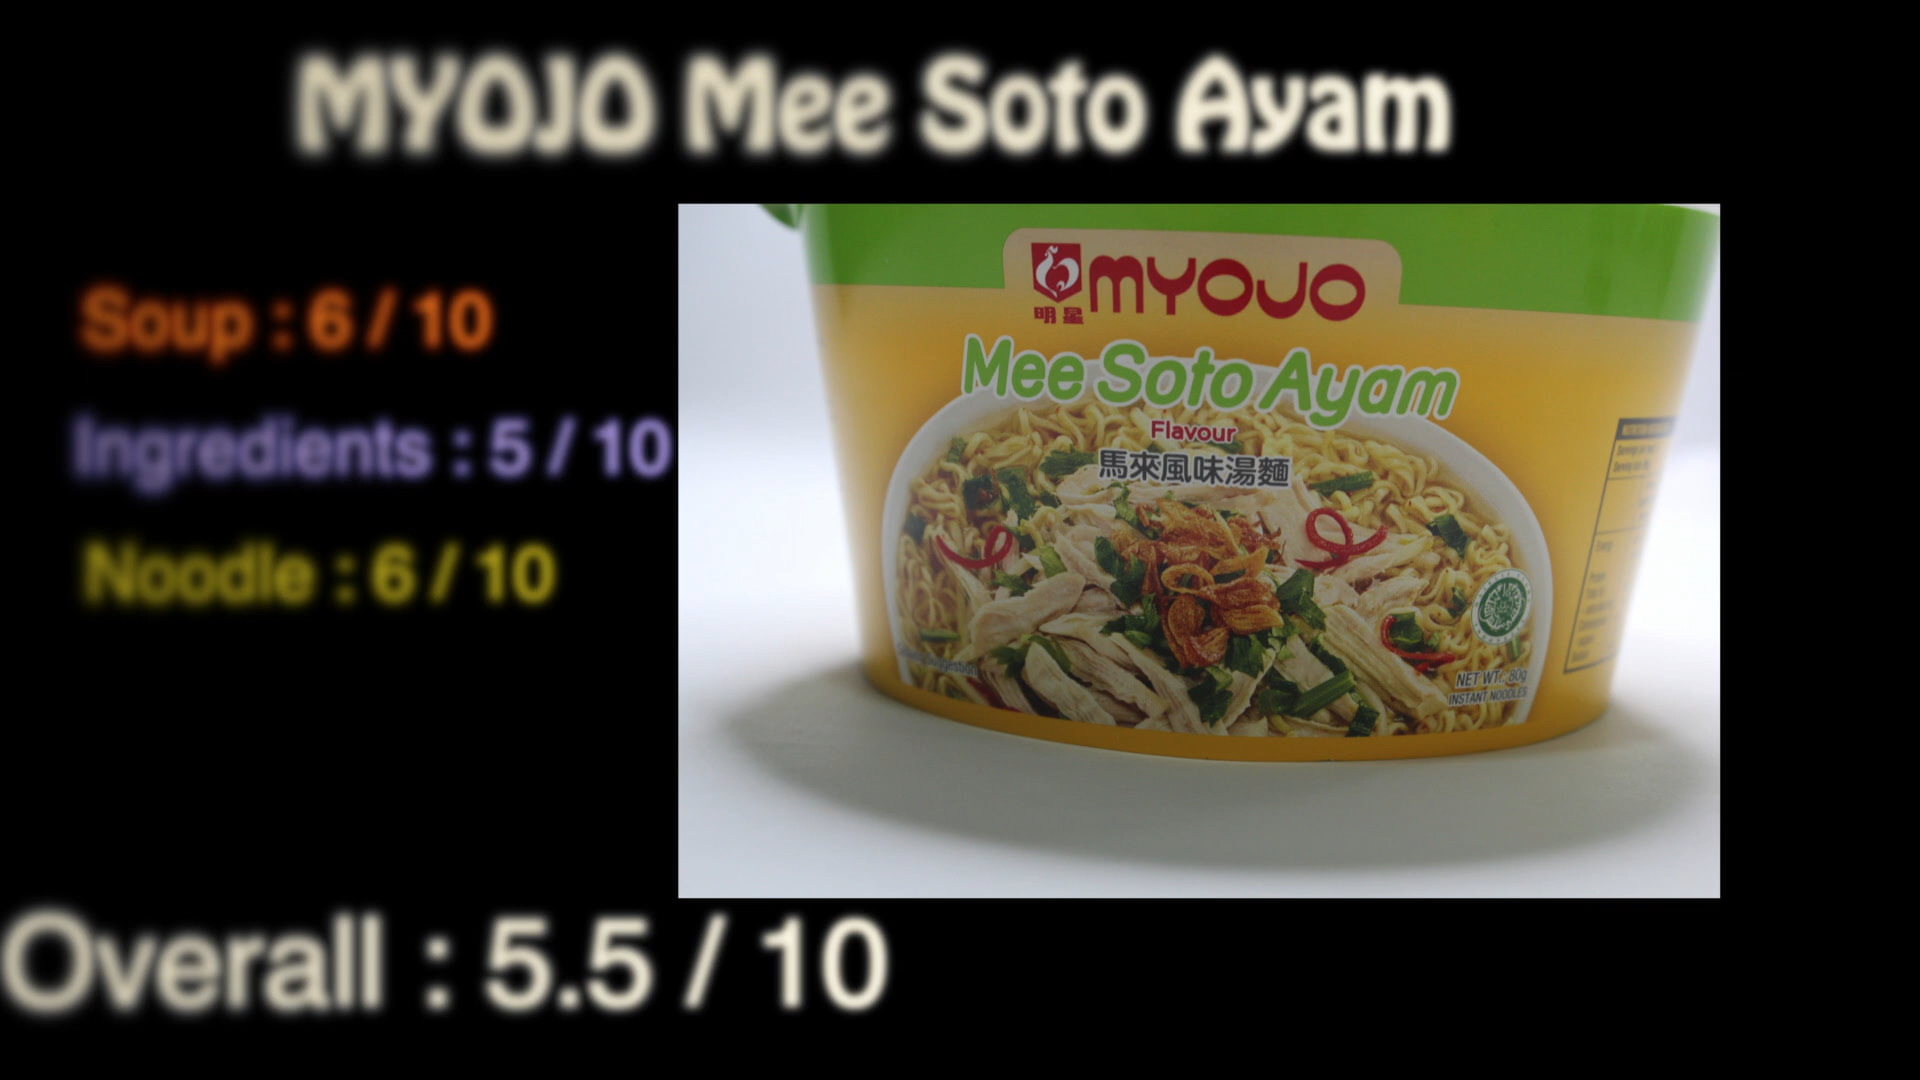 MYOJO Mee Soto Ayam
Soup : 6 / 10
Ingredients : 5 / 10
Noodle : 6 / 10
Overall : 5.5 / 10
明星 MYOJO
Mee Soto Ayam
Flavour
馬來風味湯麵
NET WT.: 80g
INSTANT NOODLES